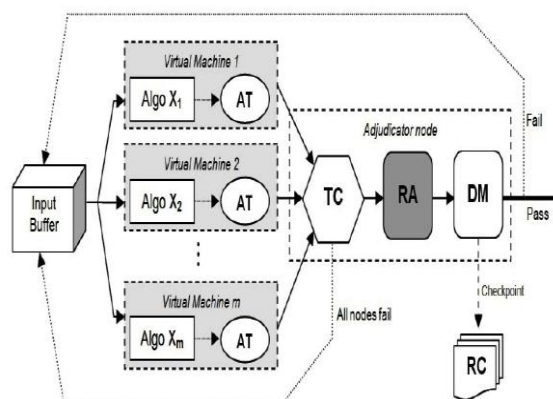 Virtual Machine 1
Algo X1
AT
Fail
Adjudicator node
Virtual Machine 2
Input
Buffer
Algo X2
AT
TC
RA
DM
Pass
Virtual Machine m
Algo Xm
AT
All nodes fail
Checkpoint
RC